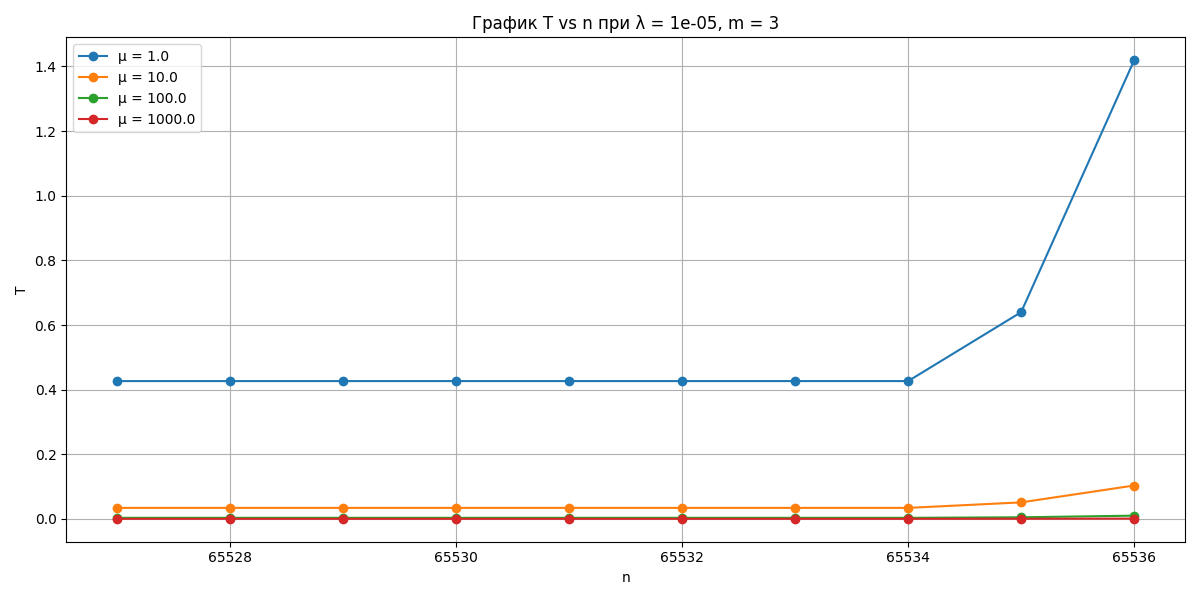 График T vs n при λ = 1e-05, m = 3
μ = 1.0
μ = 10.0
μ = 100.0
μ = 1000.0
T
1.4
1.2
1.0
0.8
0.6
0.4
0.2
0.0
65528 65530 65532 65534 65536
n